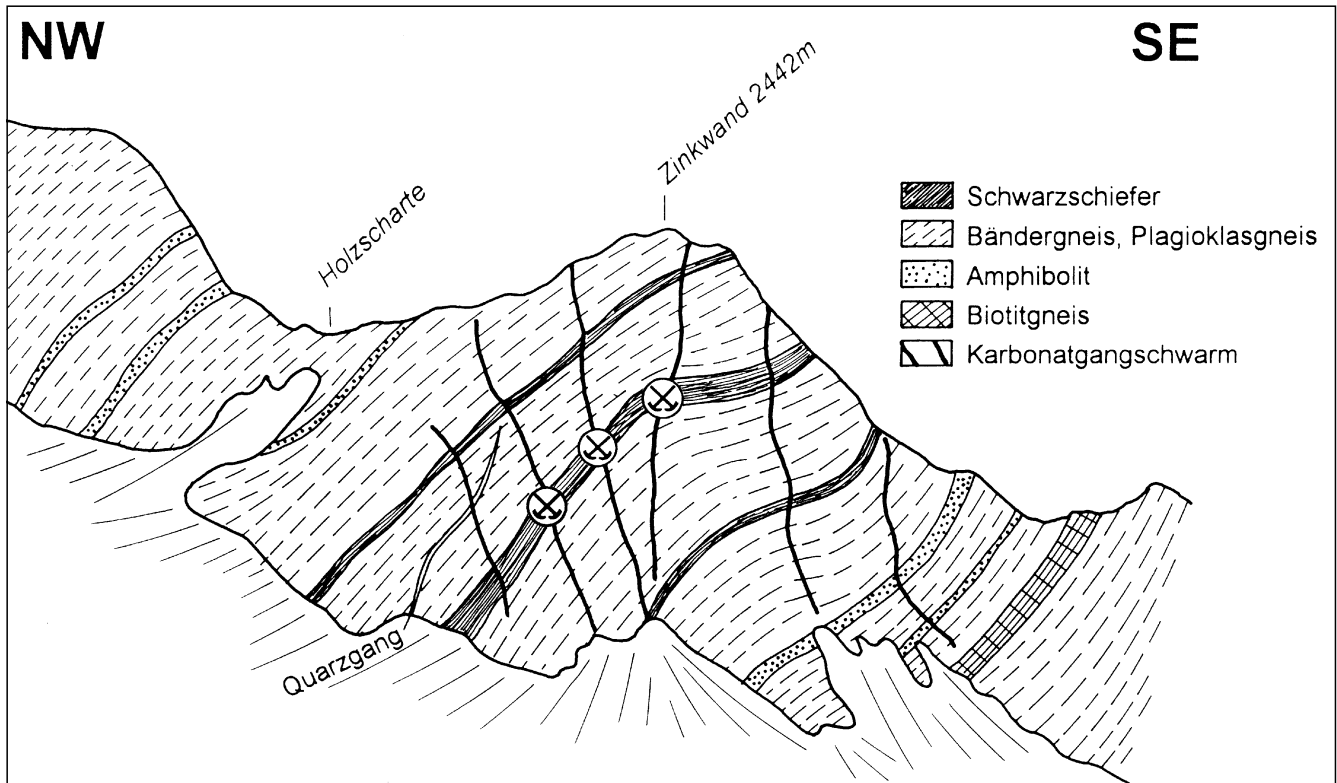 NW
SE
Zinkwand 2442m
Holzscharte
Schwarzschiefer
Bändergneis, Plagioklasgneis
Amphibolit
Biotitgneis
Karbonatgangschwarm
Quarzgang